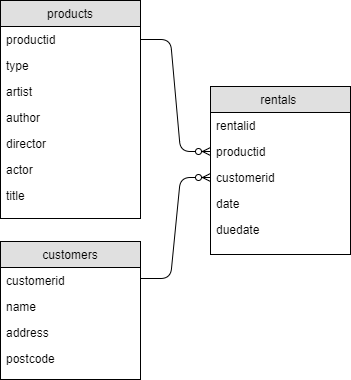 products
productid
type
artist
author
director
actor
title
rentals
rentalid
productid
customerid
date
duedate
customers
customerid
name
address
postcode